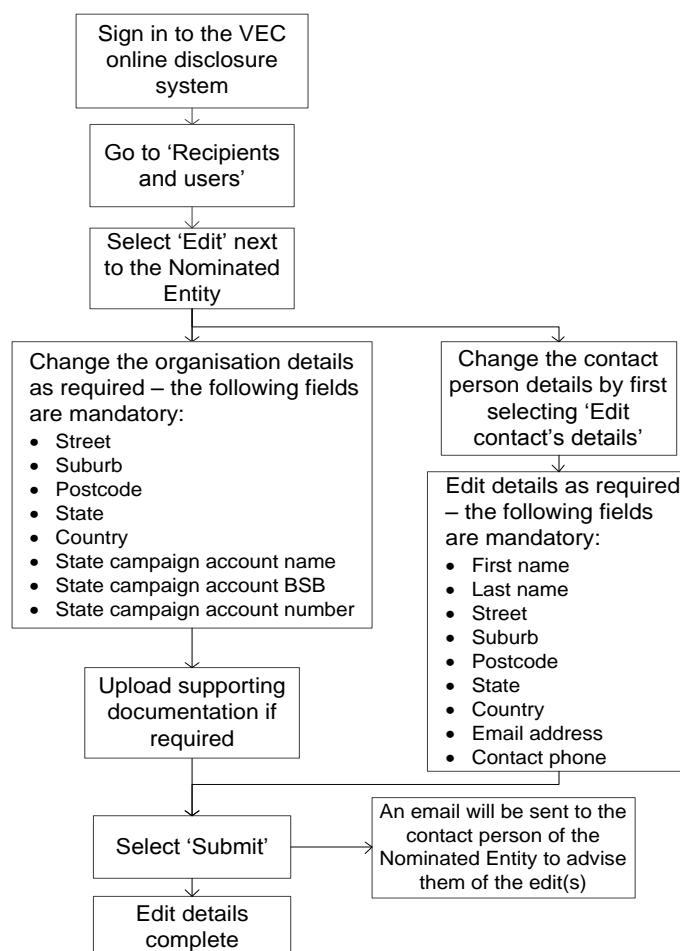 Sign in to the VEC
online disclosure
system
Go to ‘Recipients
and users’
Select ‘Edit’ next
to the Nominated
Entity
Change the organisation details
as required – the following fields
are mandatory:
• Street
• Suburb
• Postcode
• State
• Country
• State campaign account name
• State campaign account BSB
• State campaign account number
Upload supporting
documentation if
required
Change the contact
person details by first
selecting ‘Edit
contact’s details’
Edit details as required
– the following fields
are mandatory:
• First name
• Last name
• Street
• Suburb
• Postcode
• State
• Country
• Email address
• Contact phone
Select ‘Submit’
An email will be sent to the
contact person of the
Nominated Entity to advise
them of the edit(s)
Edit details
complete